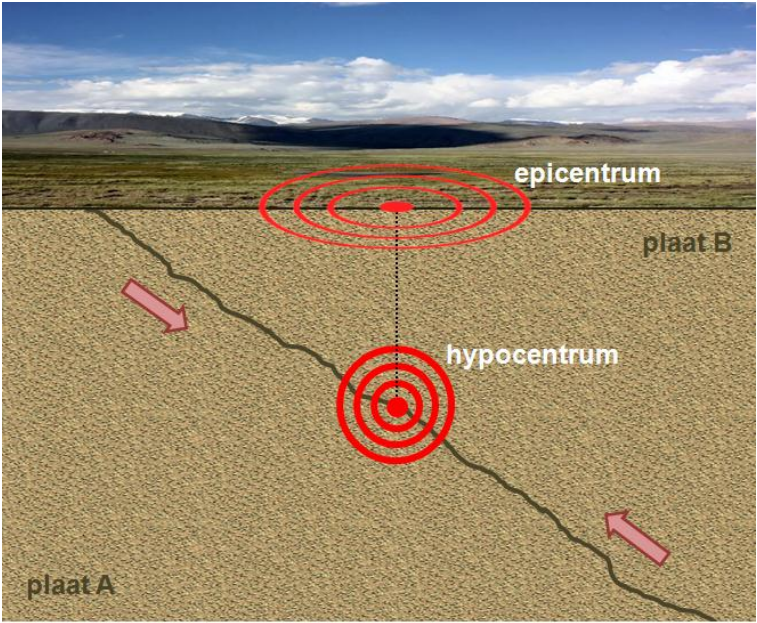 epicentrum
plaat B
hypocentrum
plaat A